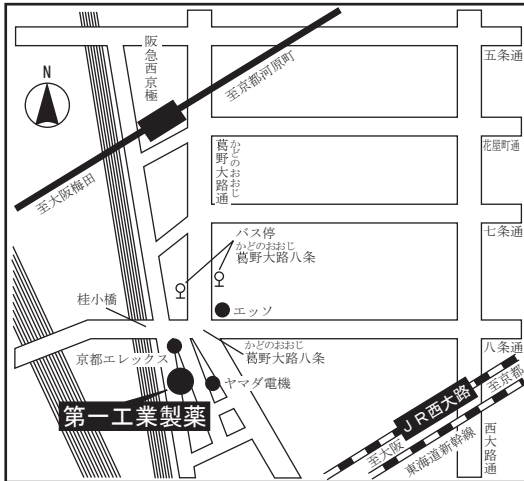 N
阪急西京極
至京都河原町
至大阪梅田
五条通
花屋町通
かどのおおじ
葛野大路通
七条通
バス停
かどのおおじ
葛野大路八条
エッソ
桂小橋
京都エレックス
かどのおおじ
葛野大路八条
八条通
ヤマダ電機
第一工業製薬
JR西大路
至京都
至大阪
東海道新幹線
西大路通